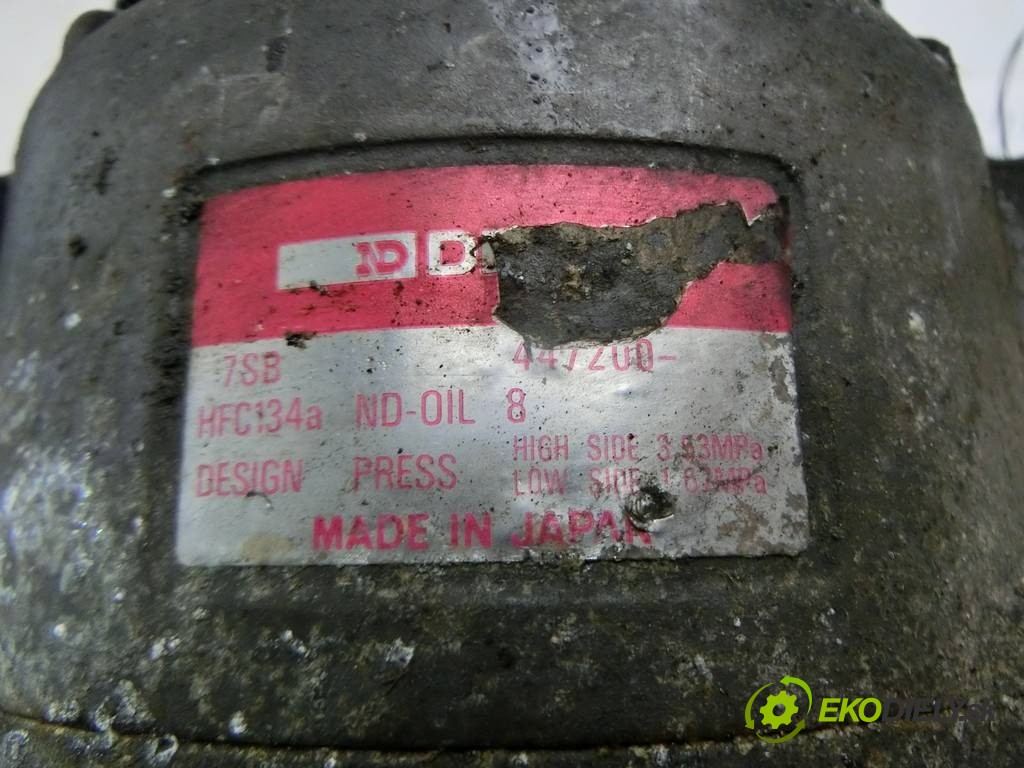 ND
7SB 447200-
HFC134a ND-OIL 8
DESIGN PRESS HIGH SIDE 3.53MPa
LOW SIDE 1.63MPa
MADE IN JAPAN
EKODIELY